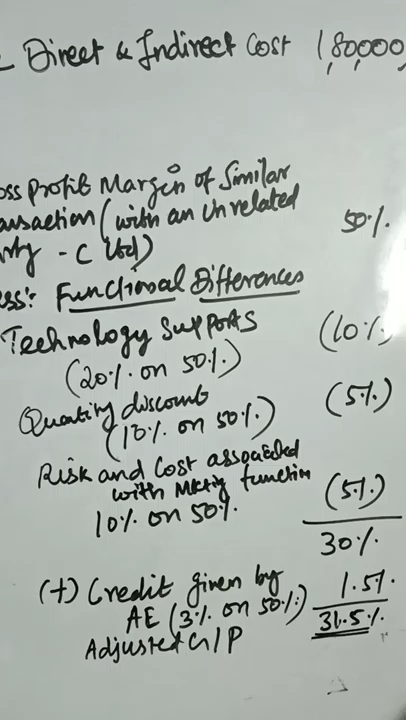 Direct & Indirect Cost 1,80,000
oss Profit Margin of Similar
ansaction (with an Unrelated
- C Ltd) 50%
ess: Functional Differences
Technology Supports (10%
(20% on 50%)
Quantity discount (5%)
(10% on 50%)
Risk and Cost associated
with Mktg function (5%)
10% on 50%
30%
(+) Credit given by 1.5%
AE (3% on 50%) 31.5%
Adjusted G/P